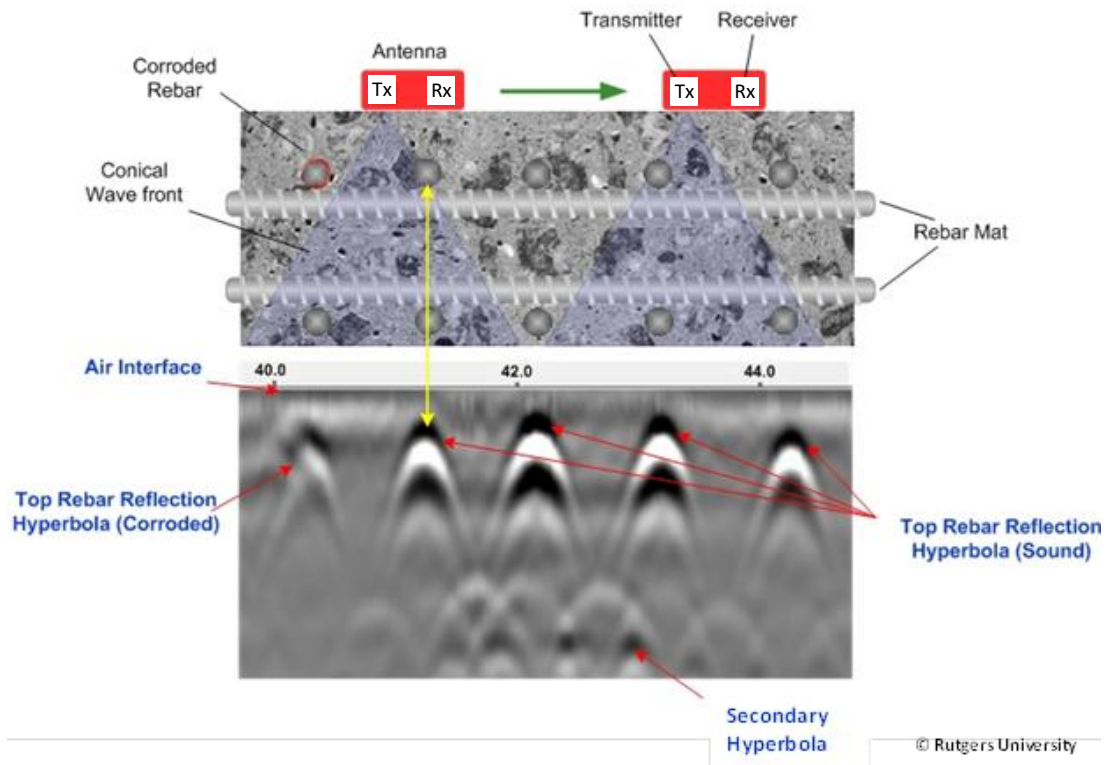 Transmitter
Receiver
Antenna
Corroded
Rebar
Tx
Rx
Tx
Rx
Conical
Wave front
Rebar Mat
Air Interface
40.0
42.0
44.0
Top Rebar Reflection
Hyperbola (Corroded)
Top Rebar Reflection
Hyperbola (Sound)
Secondary
Hyperbola
© Rutgers University